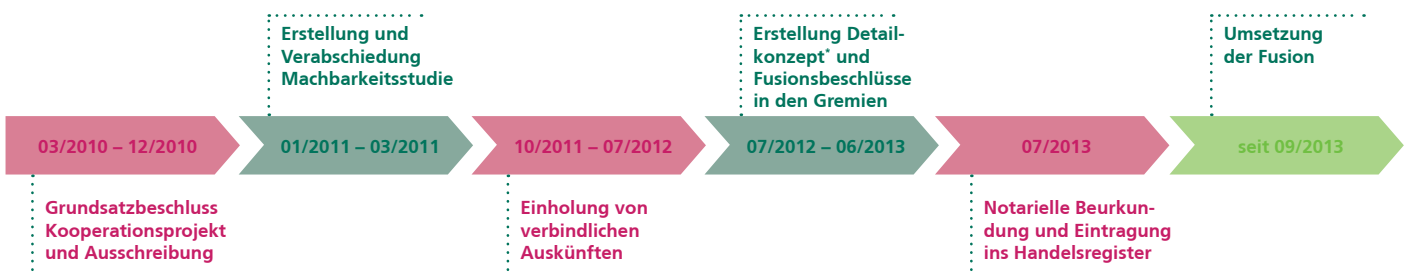 Erstellung und
Verabschiedung
Machbarkeitsstudie
Erstellung Detail-
konzept* und
Fusionsbeschlüsse
in den Gremien
Umsetzung
der Fusion
03/2010 – 12/2010
01/2011 – 03/2011
10/2011 – 07/2012
07/2012 – 06/2013
07/2013
seit 09/2013
Grundsatzbeschluss
Kooperationsprojekt
und Ausschreibung
Einholung von
verbindlichen
Auskünften
Notarielle Beurkun-
dung und Eintragung
ins Handelsregister